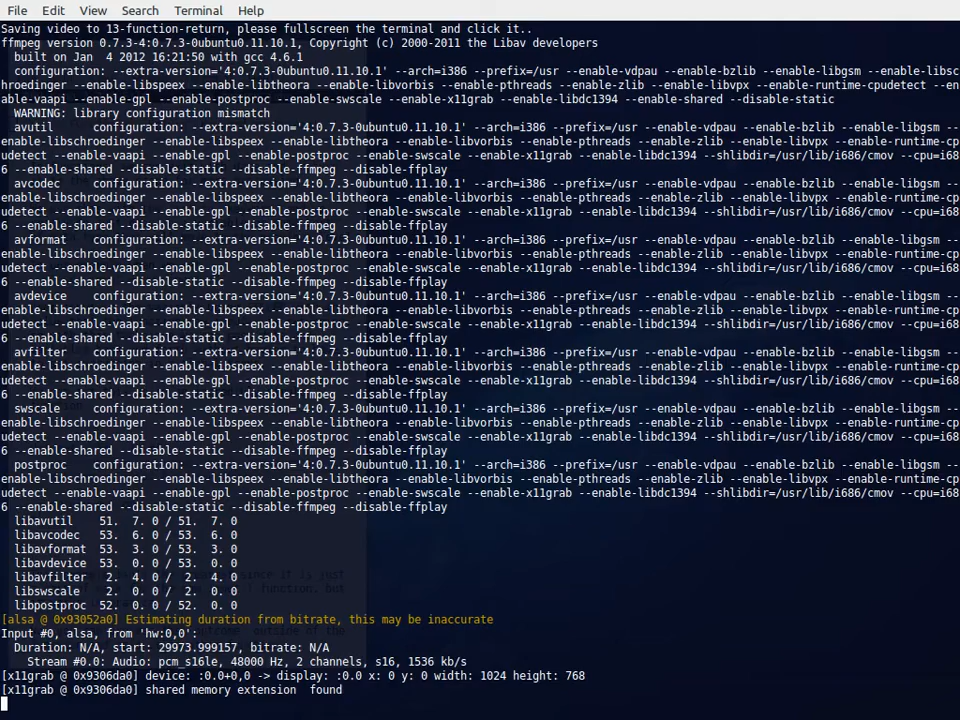 File Edit View Search Terminal Help
Saving video to 13-function-return, please fullscreen the terminal and click it..
ffmpeg version 0.7.3-4:0.7.3-0ubuntu0.11.10.1, Copyright (c) 2000-2011 the Libav developers
built on Jan 4 2012 16:21:50 with gcc 4.6.1
configuration: --extra-version='4:0.7.3-0ubuntu0.11.10.1' --arch=i386 --prefix=/usr --enable-vdpau --enable-bzlib --enable-libgsm --enable-libsc
hroedinger --enable-libspeex --enable-libtheora --enable-libvorbis --enable-pthreads --enable-zlib --enable-libvpx --enable-runtime-cpudetect --en
able-vaapi --enable-gpl --enable-postproc --enable-swscale --enable-x11grab --enable-libdc1394 --enable-shared --disable-static
WARNING: library configuration mismatch
avutil configuration: --extra-version='4:0.7.3-0ubuntu0.11.10.1' --arch=i386 --prefix=/usr --enable-vdpau --enable-bzlib --enable-libgsm --
enable-libschroedinger --enable-libspeex --enable-libtheora --enable-libvorbis --enable-pthreads --enable-zlib --enable-libvpx --enable-runtime-cp
udetect --enable-vaapi --enable-gpl --enable-postproc --enable-swscale --enable-x11grab --enable-libdc1394 --shlibdir=/usr/lib/i686/cmov --cpu=i68
6 --enable-shared --disable-static --disable-ffmpeg --disable-ffplay
avcodec configuration: --extra-version='4:0.7.3-0ubuntu0.11.10.1' --arch=i386 --prefix=/usr --enable-vdpau --enable-bzlib --enable-libgsm --
enable-libschroedinger --enable-libspeex --enable-libtheora --enable-libvorbis --enable-pthreads --enable-zlib --enable-libvpx --enable-runtime-cp
udetect --enable-vaapi --enable-gpl --enable-postproc --enable-swscale --enable-x11grab --enable-libdc1394 --shlibdir=/usr/lib/i686/cmov --cpu=i68
6 --enable-shared --disable-static --disable-ffmpeg --disable-ffplay
avformat configuration: --extra-version='4:0.7.3-0ubuntu0.11.10.1' --arch=i386 --prefix=/usr --enable-vdpau --enable-bzlib --enable-libgsm --
enable-libschroedinger --enable-libspeex --enable-libtheora --enable-libvorbis --enable-pthreads --enable-zlib --enable-libvpx --enable-runtime-cp
udetect --enable-vaapi --enable-gpl --enable-postproc --enable-swscale --enable-x11grab --enable-libdc1394 --shlibdir=/usr/lib/i686/cmov --cpu=i68
6 --enable-shared --disable-static --disable-ffmpeg --disable-ffplay
avdevice configuration: --extra-version='4:0.7.3-0ubuntu0.11.10.1' --arch=i386 --prefix=/usr --enable-vdpau --enable-bzlib --enable-libgsm --
enable-libschroedinger --enable-libspeex --enable-libtheora --enable-libvorbis --enable-pthreads --enable-zlib --enable-libvpx --enable-runtime-cp
udetect --enable-vaapi --enable-gpl --enable-postproc --enable-swscale --enable-x11grab --enable-libdc1394 --shlibdir=/usr/lib/i686/cmov --cpu=i68
6 --enable-shared --disable-static --disable-ffmpeg --disable-ffplay
avfilter configuration: --extra-version='4:0.7.3-0ubuntu0.11.10.1' --arch=i386 --prefix=/usr --enable-vdpau --enable-bzlib --enable-libgsm --
enable-libschroedinger --enable-libspeex --enable-libtheora --enable-libvorbis --enable-pthreads --enable-zlib --enable-libvpx --enable-runtime-cp
udetect --enable-vaapi --enable-gpl --enable-postproc --enable-swscale --enable-x11grab --enable-libdc1394 --shlibdir=/usr/lib/i686/cmov --cpu=i68
6 --enable-shared --disable-static --disable-ffmpeg --disable-ffplay
swscale configuration: --extra-version='4:0.7.3-0ubuntu0.11.10.1' --arch=i386 --prefix=/usr --enable-vdpau --enable-bzlib --enable-libgsm --
enable-libschroedinger --enable-libspeex --enable-libtheora --enable-libvorbis --enable-pthreads --enable-zlib --enable-libvpx --enable-runtime-cp
udetect --enable-vaapi --enable-gpl --enable-postproc --enable-swscale --enable-x11grab --enable-libdc1394 --shlibdir=/usr/lib/i686/cmov --cpu=i68
6 --enable-shared --disable-static --disable-ffmpeg --disable-ffplay
postproc configuration: --extra-version='4:0.7.3-0ubuntu0.11.10.1' --arch=i386 --prefix=/usr --enable-vdpau --enable-bzlib --enable-libgsm --
enable-libschroedinger --enable-libspeex --enable-libtheora --enable-libvorbis --enable-pthreads --enable-zlib --enable-libvpx --enable-runtime-cp
udetect --enable-vaapi --enable-gpl --enable-postproc --enable-swscale --enable-x11grab --enable-libdc1394 --shlibdir=/usr/lib/i686/cmov --cpu=i68
6 --enable-shared --disable-static --disable-ffmpeg --disable-ffplay
libavutil 51. 7. 0 / 51. 7. 0
libavcodec 53. 6. 0 / 53. 6. 0
libavformat 53. 3. 0 / 53. 3. 0
libavdevice 53. 0. 0 / 53. 0. 0
libavfilter 2. 4. 0 / 2. 4. 0
libswscale 2. 0. 0 / 2. 0. 0
libpostproc 52. 0. 0 / 52. 0. 0
[alsa @ 0x93052a0] Estimating duration from bitrate, this may be inaccurate
Input #0, alsa, from 'hw:0,0':
Duration: N/A, start: 29973.999157, bitrate: N/A
Stream #0.0: Audio: pcm_s16le, 48000 Hz, 2 channels, s16, 1536 kb/s
[x11grab @ 0x9306da0] device: :0.0+0,0 -> display: :0.0 x: 0 y: 0 width: 1024 height: 768
[x11grab @ 0x9306da0] shared memory extension found